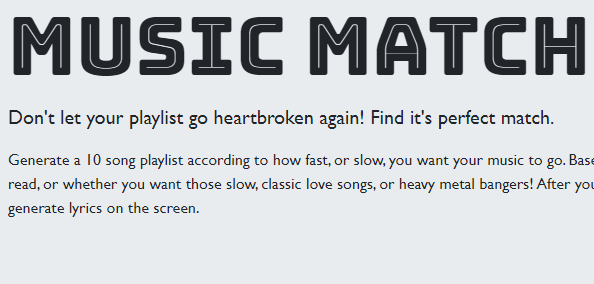 MUSIC MATCH
Don't let your playlist go heartbroken again! Find it's perfect match.
Generate a 10 song playlist according to how fast, or slow, you want your music to go. Base
read, or whether you want those slow, classic love songs, or heavy metal bangers! After you
generate lyrics on the screen.